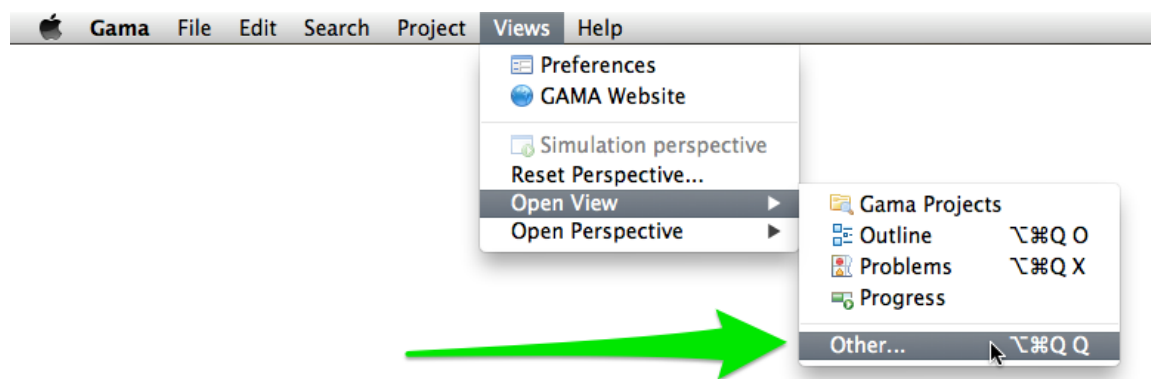 Gama File Edit Search Project Views Help
Preferences
GAMA Website
Simulation perspective
Reset Perspective...
Open View
Open Perspective
Gama Projects
Outline ⌥⌘Q O
Problems ⌥⌘Q X
Progress
Other... ⌥⌘Q Q